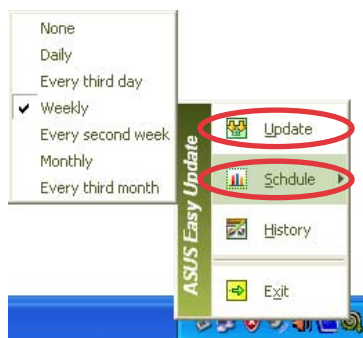 None
Daily
Every third day
Weekly
Every second week
Monthly
Every third month
ASUS Easy Update
Update
Schdule
History
Exit